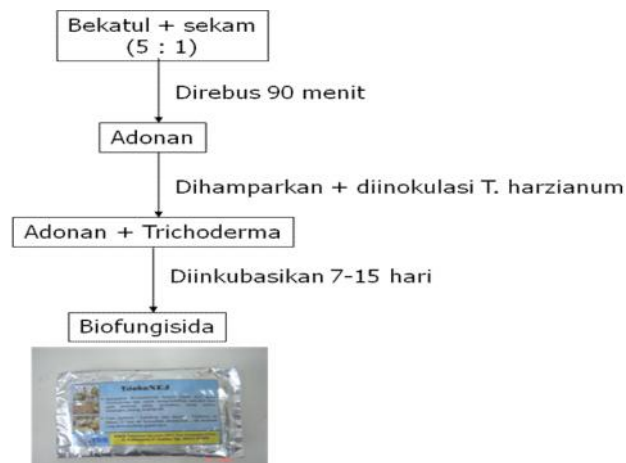 Bekatul + sekam
(5 : 1)
Direbus 90 menit
Adonan
Dihamparkan + diinokulasi T. harzianum
Adonan + Trichoderma
Diinkubasikan 7-15 hari
Biofungisida